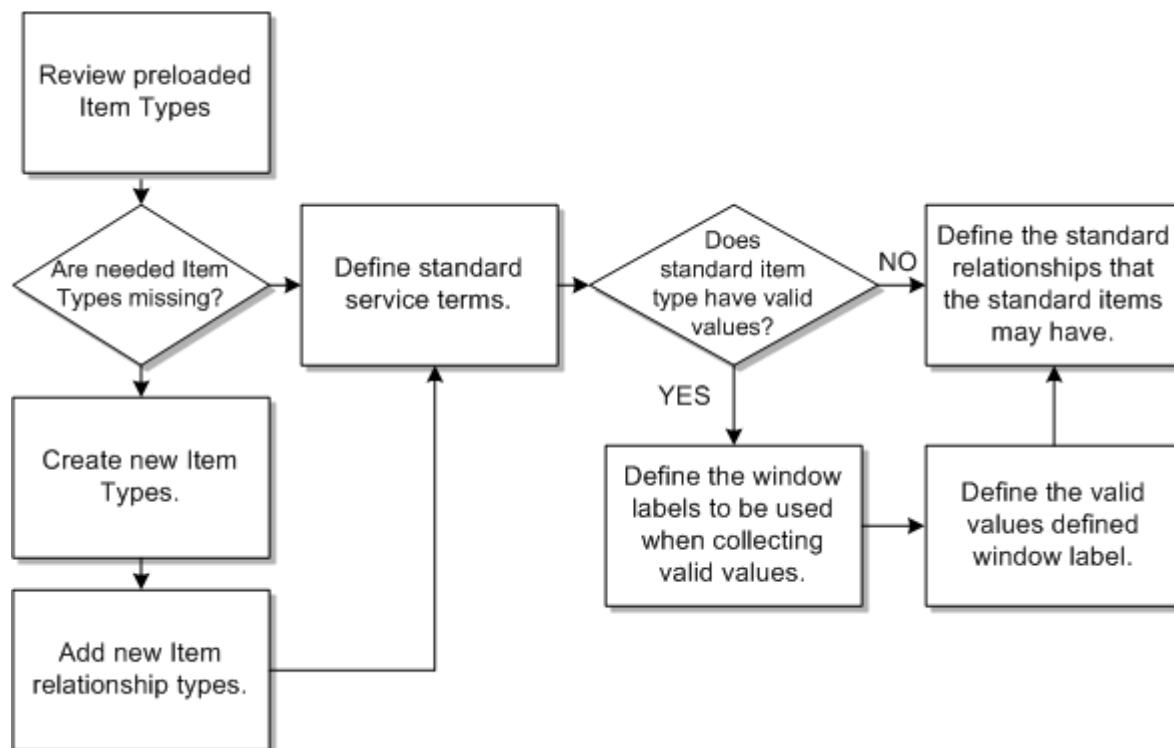 Review preloaded
Item Types
Are needed Item
Types missing?
Create new Item
Types.
Add new Item
relationship types.
Define standard
service terms.
Does
standard item
type have valid
values?
NO
YES
Define the standard
relationships that
the standard items
may have.
Define the window
labels to be used
when collecting
valid values.
Define the valid
values defined
window label.